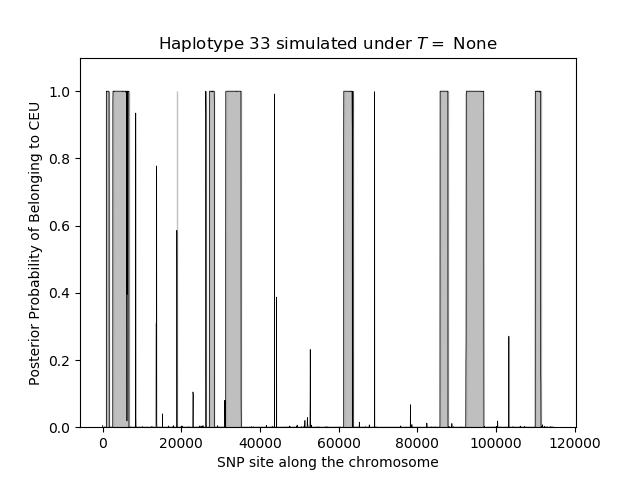 Haplotype 33 simulated under T = None
Posterior Probability of Belonging to CEU
1.0
0.8
0.6
0.4
0.2
0.0
0 20000 40000 60000 80000 100000 120000
SNP site along the chromosome